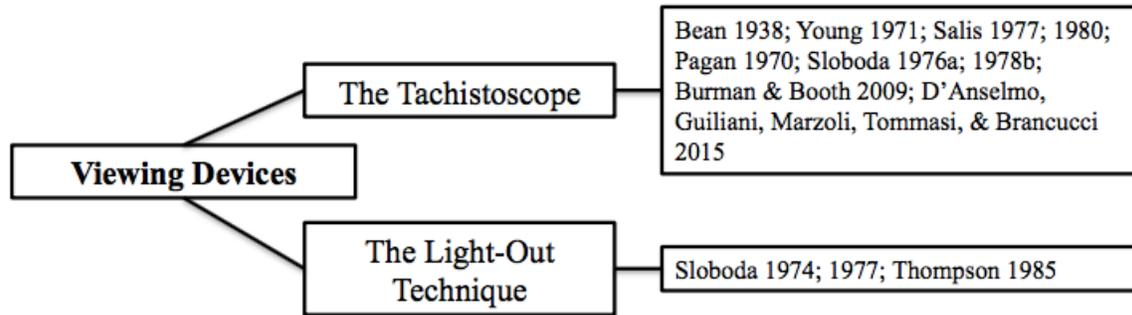 Viewing Devices
The Tachistoscope
Bean 1938; Young 1971; Salis 1977; 1980;
Pagan 1970; Sloboda 1976a; 1978b;
Burman & Booth 2009; D’Anselmo,
Guiliani, Marzoli, Tommasi, & Brancucci
2015
The Light-Out
Technique
Sloboda 1974; 1977; Thompson 1985